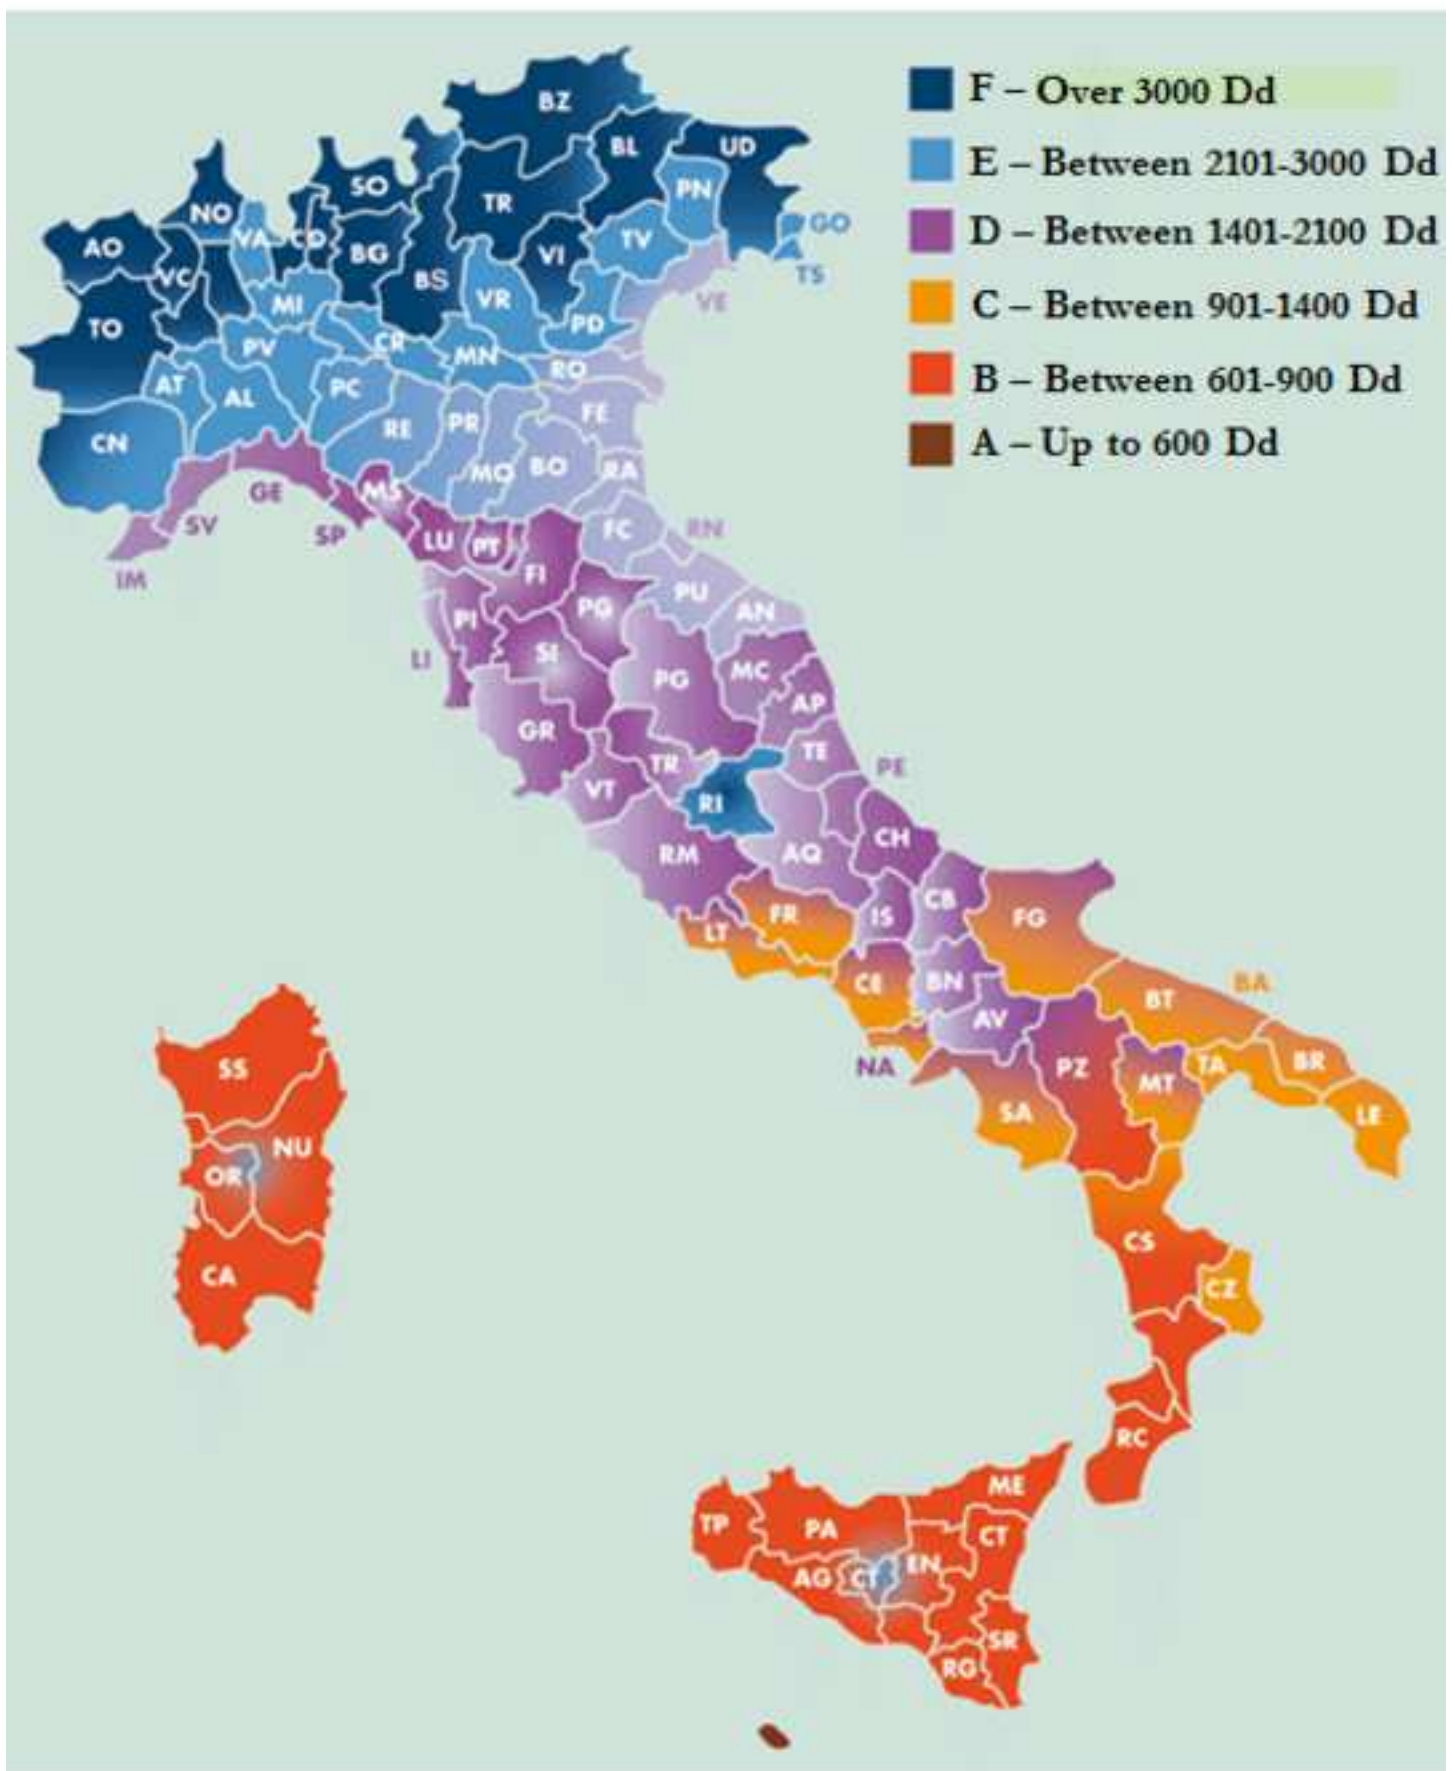 F – Over 3000 Dd
E – Between 2101-3000 Dd
D – Between 1401-2100 Dd
C – Between 901-1400 Dd
B – Between 601-900 Dd
A – Up to 600 Dd
BZ
BL
UD
SO
TR
PN
NO
VA
CO
GO
AO
BG
VI
TV
VC
BS
TS
MI
VR
VE
TO
PD
PV
CR
MN
RO
AT
AL
PC
CN
RE
PR
FE
MO
BO
RA
GE
MS
SV
SP
LU
PT
FC
RN
IM
FI
PI
PG
PU
AN
LI
SI
PG
MC
AP
GR
TR
TE
VT
RI
PE
RM
AQ
CH
LT
FR
IS
CB
FG
CE
BN
BA
BT
AV
NA
PZ
MT
TA
BR
SA
LE
SS
NU
OR
CS
CA
CZ
RC
ME
TP
PA
CT
AG
EN
SR
RG